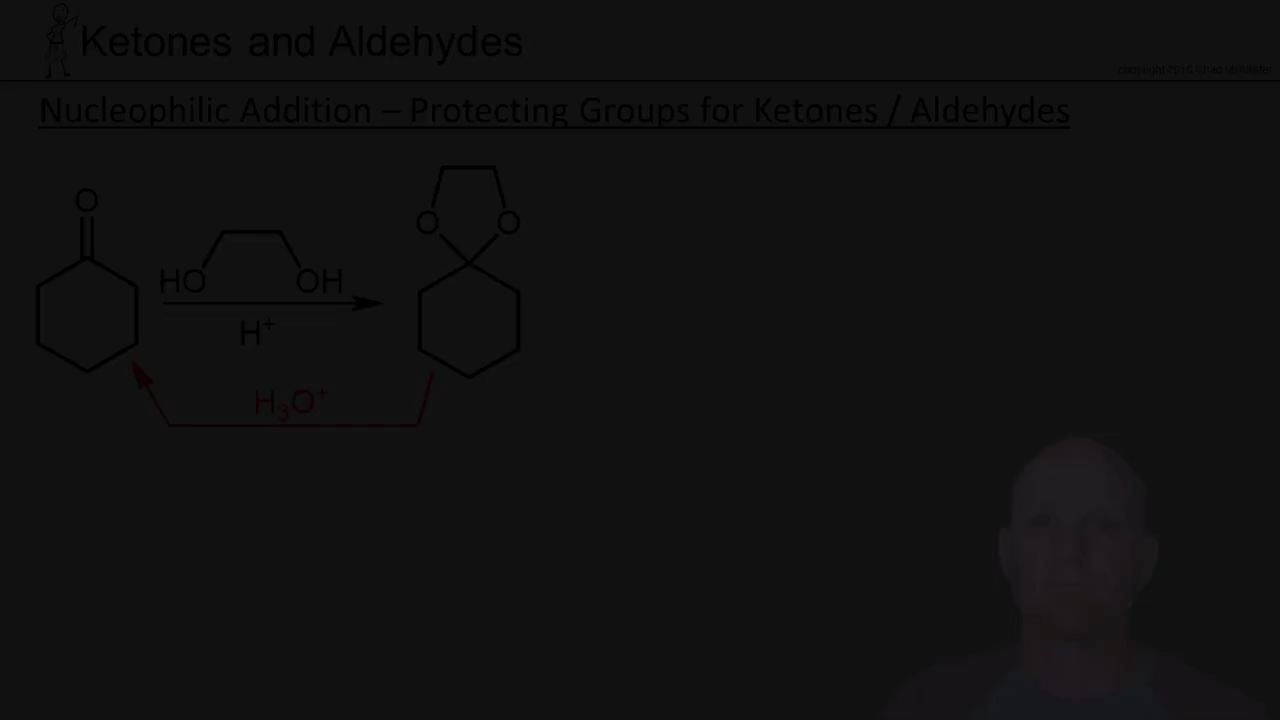 Ketones and Aldehydes
Nucleophilic Addition – Protecting Groups for Ketones / Aldehydes
O
O O
HO OH
H+
H3O+